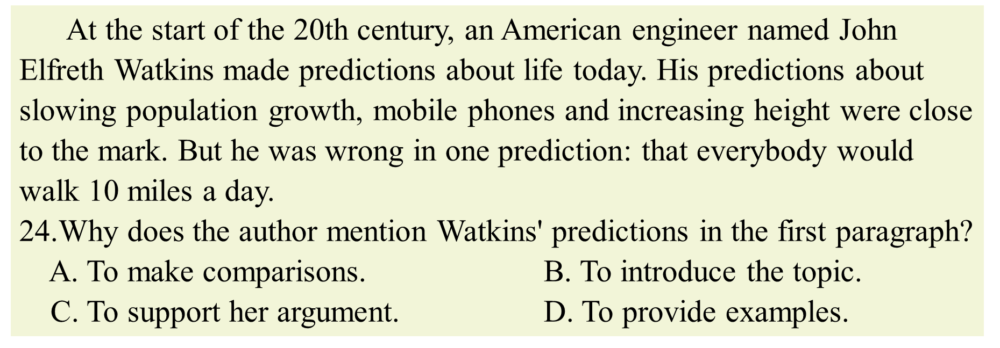 At the start of the 20th century, an American engineer named John
Elfreth Watkins made predictions about life today. His predictions about
slowing population growth, mobile phones and increasing height were close
to the mark. But he was wrong in one prediction: that everybody would
walk 10 miles a day.
24.Why does the author mention Watkins' predictions in the first paragraph?
A. To make comparisons. B. To introduce the topic.
C. To support her argument. D. To provide examples.